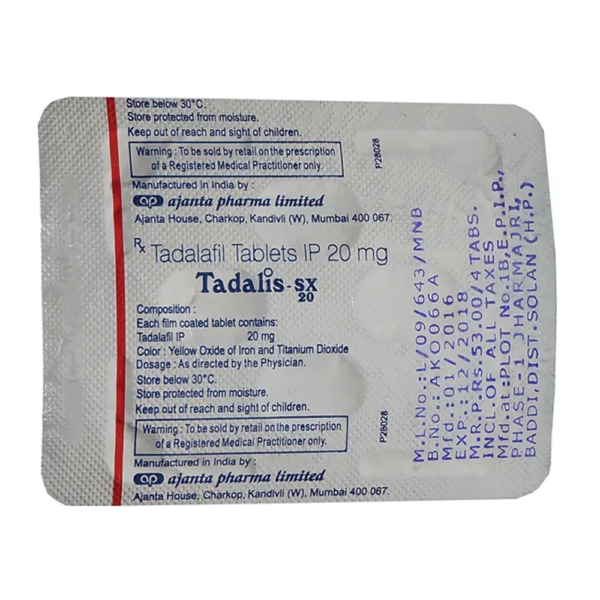 Store below 30°C.
Store protected from moisture.
Keep out of reach and sight of children.
Warning : To be sold by retail on the prescription
of a Registered Medical Practitioner only.
Manufactured in India by :
ap ajanta pharma limited
Ajanta House, Charkop, Kandivli (W), Mumbai 400 067.
Rx Tadalafil Tablets IP 20 mg
Tadalis-SX
20
Composition :
Each film coated tablet contains:
Tadalafil IP 20 mg
Color : Yellow Oxide of Iron and Titanium Dioxide
Dosage : As directed by the Physician.
Store below 30°C.
Store protected from moisture.
Keep out of reach and sight of children.
Warning : To be sold by retail on the prescription
of a Registered Medical Practitioner only.
Manufactured in India by :
ap ajanta pharma limited
Ajanta House, Charkop, Kandivli (W), Mumbai 400 067.
P28028
P28028
M.L.No.:L/09/643/MNB
B.No.:AK0066A
Mfd.:01/2016
EXP.:12/2018
M.R.P.Rs.53.00/4TABS.
INCL.OF ALL TAXES
Mfd.at:PLOT No.1B,E.P.I.P.,
PHASE-1 JHARMAJRI,
BADDI,DIST.SOLAN (H.P.)